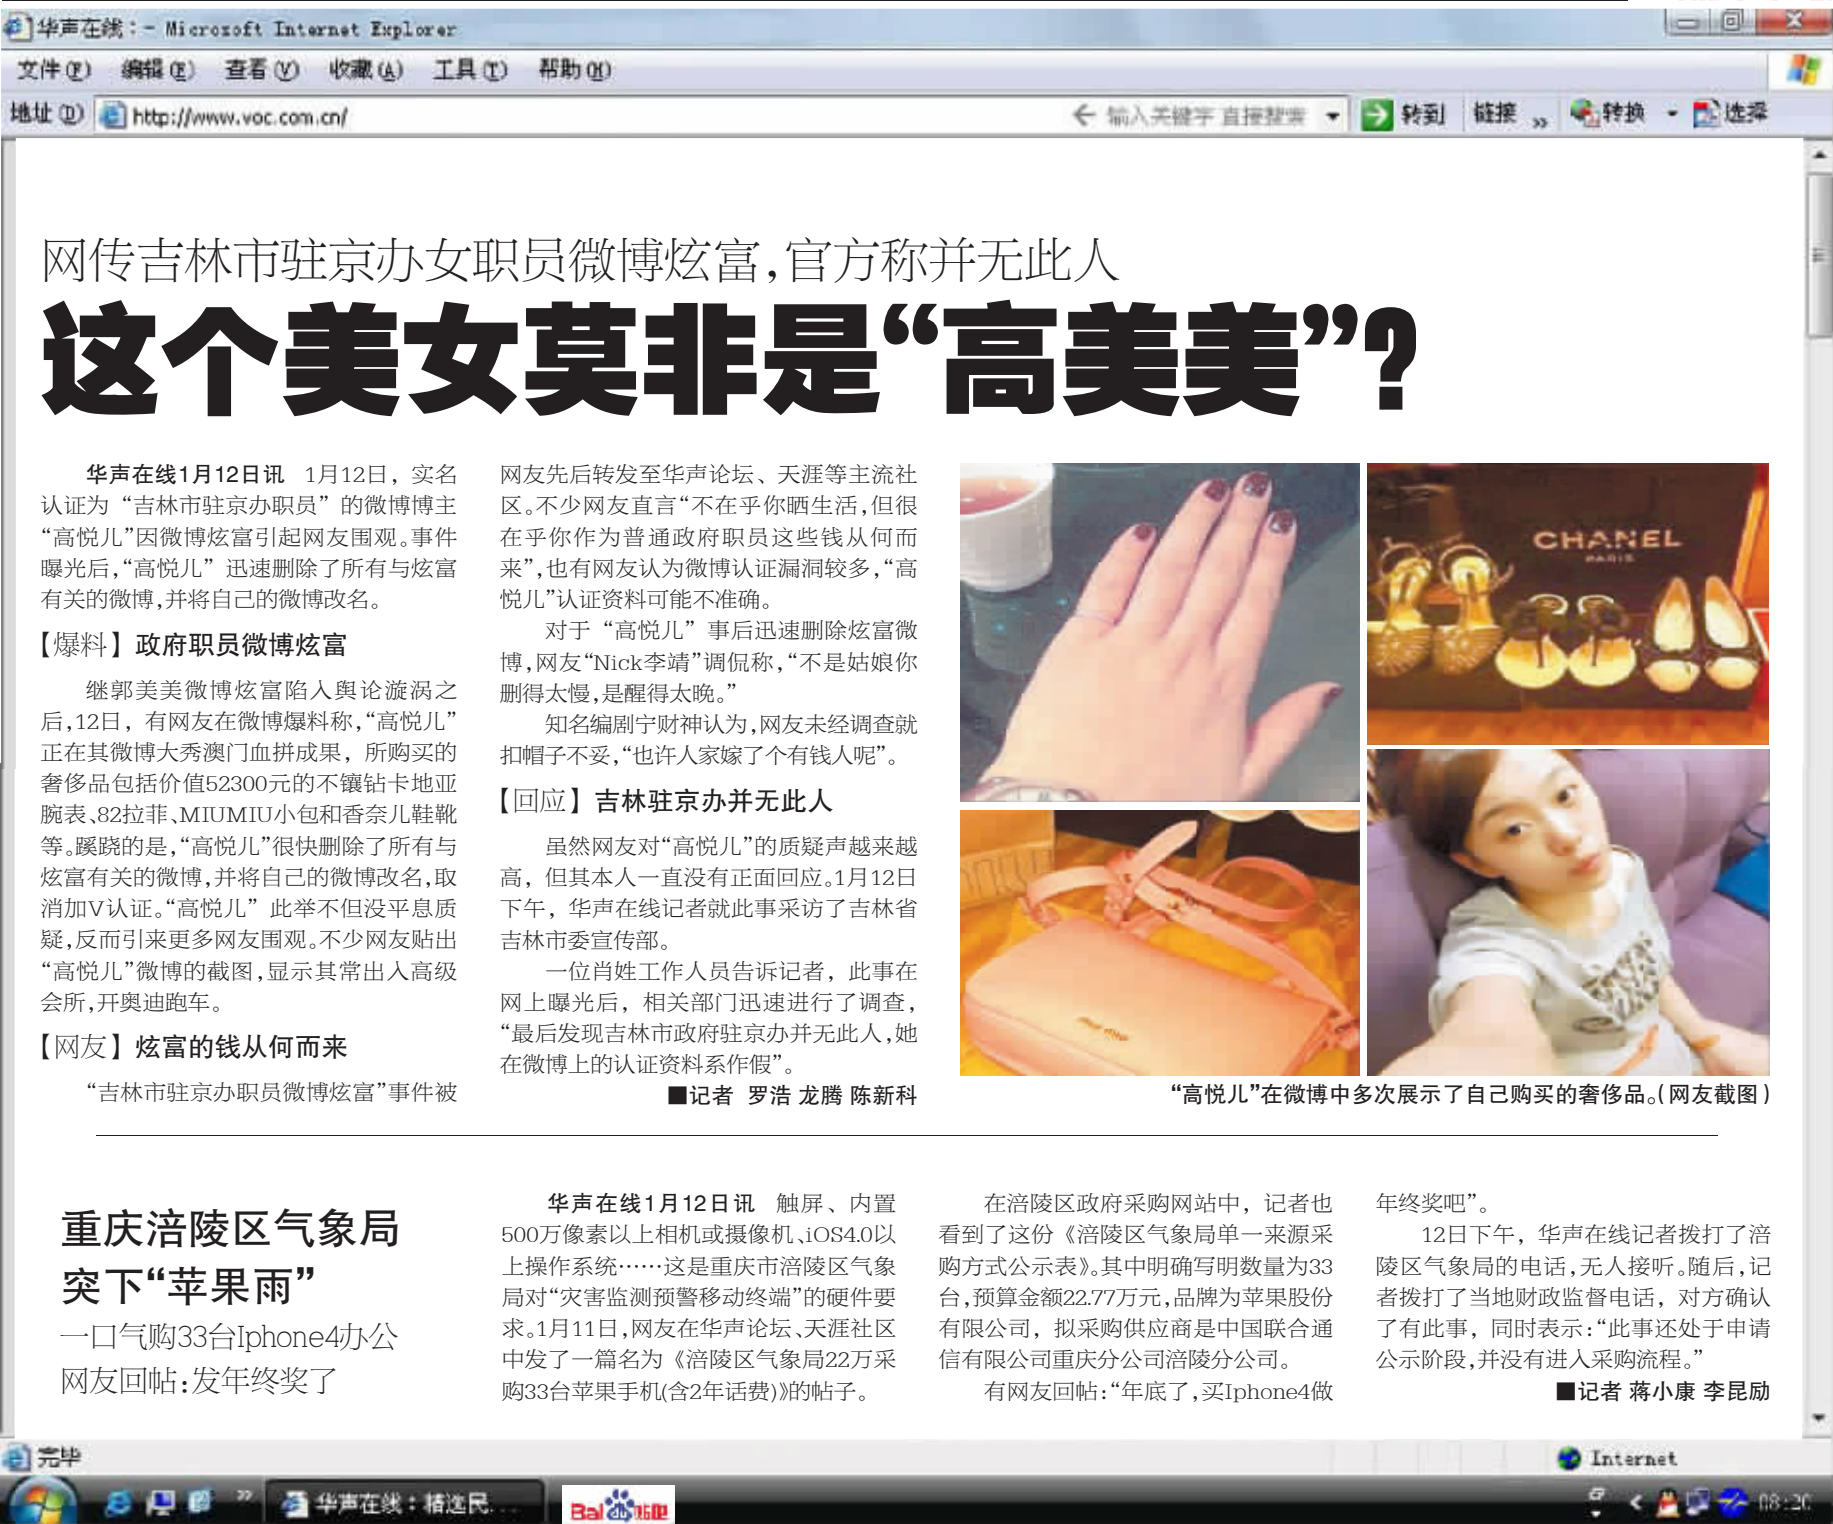 华声在线：- Microsoft Internet Explorer
文件(F) 编辑(E) 查看(V) 收藏(A) 工具(T) 帮助(H)
地址(D) http://www.voc.com.cn/ 输入关键字 直接搜索 转到 链接 » 转换 选择
网传吉林市驻京办女职员微博炫富,官方称并无此人
这个美女莫非是“高美美”?
华声在线1月12日讯 1月12日，实名
认证为“吉林市驻京办职员”的微博博主
“高悦儿”因微博炫富引起网友围观。事件
曝光后,“高悦儿”迅速删除了所有与炫富
有关的微博,并将自己的微博改名。
【爆料】政府职员微博炫富
继郭美美微博炫富陷入舆论漩涡之
后,12日，有网友在微博爆料称,“高悦儿”
正在其微博大秀澳门血拼成果，所购买的
奢侈品包括价值52300元的不镶钻卡地亚
腕表、82拉菲、MIUMIU小包和香奈儿鞋靴
等。蹊跷的是,“高悦儿”很快删除了所有与
炫富有关的微博,并将自己的微博改名,取
消加V认证。“高悦儿”此举不但没平息质
疑,反而引来更多网友围观。不少网友贴出
“高悦儿”微博的截图,显示其常出入高级
会所,开奥迪跑车。
【网友】炫富的钱从何而来
“吉林市驻京办职员微博炫富”事件被
网友先后转发至华声论坛、天涯等主流社
区。不少网友直言“不在乎你晒生活,但很
在乎你作为普通政府职员这些钱从何而
来”,也有网友认为微博认证漏洞较多,“高
悦儿”认证资料可能不准确。
对于“高悦儿”事后迅速删除炫富微
博,网友“Nick李靖”调侃称,“不是姑娘你
删得太慢,是醒得太晚。”
知名编剧宁财神认为,网友未经调查就
扣帽子不妥,“也许人家嫁了个有钱人呢”。
【回应】吉林驻京办并无此人
虽然网友对“高悦儿”的质疑声越来越
高，但其本人一直没有正面回应。1月12日
下午，华声在线记者就此事采访了吉林省
吉林市委宣传部。
一位肖姓工作人员告诉记者，此事在
网上曝光后，相关部门迅速进行了调查，
“最后发现吉林市政府驻京办并无此人,她
在微博上的认证资料系作假”。
■记者 罗浩 龙腾 陈新科
CHANEL
PARIS
“高悦儿”在微博中多次展示了自己购买的奢侈品。(网友截图)
重庆涪陵区气象局
突下“苹果雨”
一口气购33台Iphone4办公
网友回帖:发年终奖了
华声在线1月12日讯 触屏、内置
500万像素以上相机或摄像机、iOS4.0以
上操作系统……这是重庆市涪陵区气象
局对“灾害监测预警移动终端”的硬件要
求。1月11日,网友在华声论坛、天涯社区
中发了一篇名为《涪陵区气象局22万采
购33台苹果手机(含2年话费)》的帖子。
在涪陵区政府采购网站中，记者也
看到了这份《涪陵区气象局单一来源采
购方式公示表》。其中明确写明数量为33
台,预算金额22.77万元,品牌为苹果股份
有限公司，拟采购供应商是中国联合通
信有限公司重庆分公司涪陵分公司。
有网友回帖:“年底了,买Iphone4做
年终奖吧”。
12日下午，华声在线记者拨打了涪
陵区气象局的电话,无人接听。随后,记
者拨打了当地财政监督电话，对方确认
了有此事，同时表示:“此事还处于申请
公示阶段,并没有进入采购流程。”
■记者 蒋小康 李昆励
完毕 Internet
华声在线：精选民... Bai贴吧 08:20